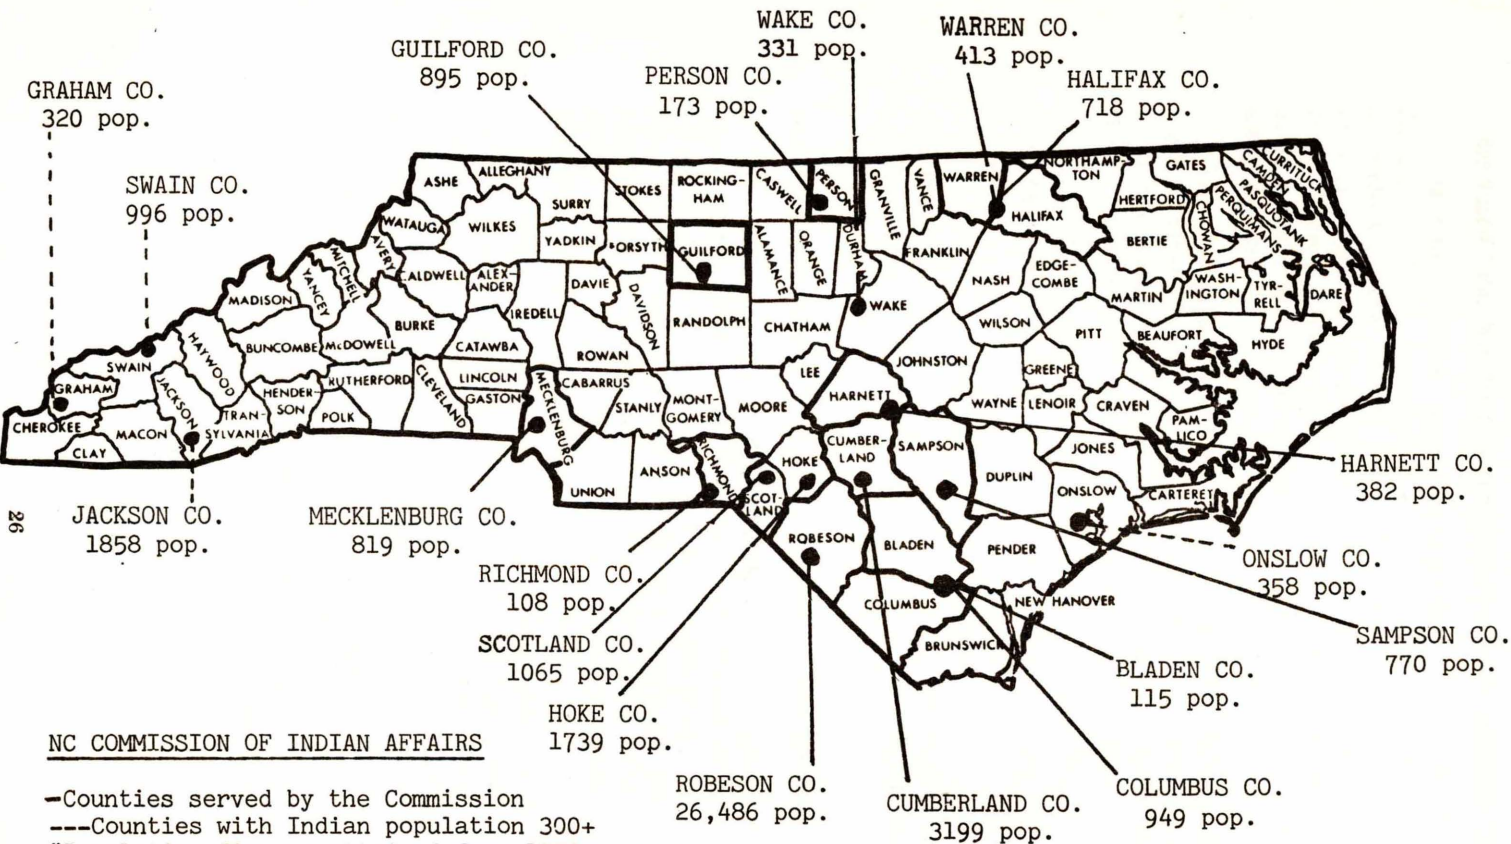 WAKE CO.
331 pop.
WARREN CO.
413 pop.
GUILFORD CO.
895 pop.
PERSON CO.
173 pop.
HALIFAX CO.
718 pop.
GRAHAM CO.
320 pop.
SWAIN CO.
996 pop.
ASHE
ALLEGHANY
SURRY
STOKES
ROCKING-
HAM
CASWELL
PERSON
GRANVILLE
VANCE
WARREN
HALIFAX
NORTHAMP-
TON
GATES
HERTFORD
CURRITUCK
CAMDEN
PASQUOTANK
PERQUIMANS
CHOWAN
BERTIE
WATAUGA
WILKES
YADKIN
FORSYTH
GUILFORD
ALAMANCE
ORANGE
DURHAM
FRANKLIN
NASH
EDGE-
COMBE
MARTIN
WASH-
INGTON
TYR-
RELL
DARE
MADISON
YANCEY
MITCHELL
AVERY
CALDWELL
ALEX-
ANDER
IREDELL
DAVIE
DAVIDSON
RANDOLPH
CHATHAM
WAKE
WILSON
PITT
BEAUFORT
HYDE
SWAIN
HAYWOOD
BUNCOMBE
McDOWELL
BURKE
CATAWBA
ROWAN
LEE
JOHNSTON
GREENE
GRAHAM
JACKSON
HENDER-
SON
RUTHERFORD
CLEVELAND
LINCOLN
GASTON
MECKLENBURG
CABARRUS
STANLY
MONT-
GOMERY
MOORE
HARNETT
WAYNE
LENOIR
CRAVEN
PAM-
LICO
CHEROKEE
MACON
TRAN-
SYLVANIA
POLK
CLAY
UNION
ANSON
RICHMOND
SCOT-
LAND
HOKE
CUMBER-
LAND
SAMPSON
DUPLIN
JONES
ONSLOW
CARTERET
ROBESON
BLADEN
PENDER
COLUMBUS
NEW HANOVER
BRUNSWICK
HARNETT CO.
382 pop.
JACKSON CO.
1858 pop.
MECKLENBURG CO.
819 pop.
26
RICHMOND CO.
108 pop.
ONSLOW CO.
358 pop.
SCOTLAND CO.
1065 pop.
SAMPSON CO.
770 pop.
BLADEN CO.
115 pop.
HOKE CO.
1739 pop.
NC COMMISSION OF INDIAN AFFAIRS
ROBESON CO.
26,486 pop.
CUMBERLAND CO.
3199 pop.
COLUMBUS CO.
949 pop.
—Counties served by the Commission
---Counties with Indian population 300+